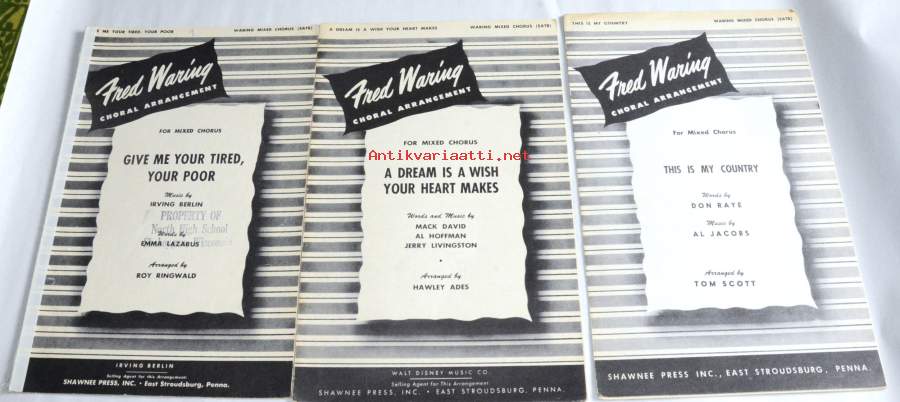 E YOUR TIRED, YOUR POOR
WARING MIXED CHORUS (SATB)
Fred Waring
CHORAL ARRANGEMENT
FOR MIXED CHORUS
GIVE ME YOUR TIRED,
YOUR POOR
Music by
IRVING BERLIN
PROPERTY OF
North High School
Words by
EMMA LAZARUS
Arranged by
ROY RINGWALD
IRVING BERLIN
Selling Agent for this Arrangement:
SHAWNEE PRESS, INC. • East Stroudsburg, Penna.
A DREAM IS A WISH YOUR HEART MAKES
WARING MIXED CHORUS (SATB)
Fred Waring
CHORAL ARRANGEMENT
FOR MIXED CHORUS
Antikvariaatti.net
A DREAM IS A WISH
YOUR HEART MAKES
Words and Music by
MACK DAVID
AL HOFFMAN
JERRY LIVINGSTON
Arranged by
HAWLEY ADES
WALT DISNEY MUSIC CO.
Selling Agent for This Arrangement:
SHAWNEE PRESS, INC. • EAST STROUDSBURG, PENNA.
THIS IS MY COUNTRY
WARING MIXED CHORUS (SATB)
Fred Waring
CHORAL ARRANGEMENT
For Mixed Chorus
THIS IS MY COUNTRY
Words by
DON RAYE
Music by
AL JACOBS
Arranged by
TOM SCOTT
SHAWNEE PRESS INC., EAST STROUDSBURG, PENNA.